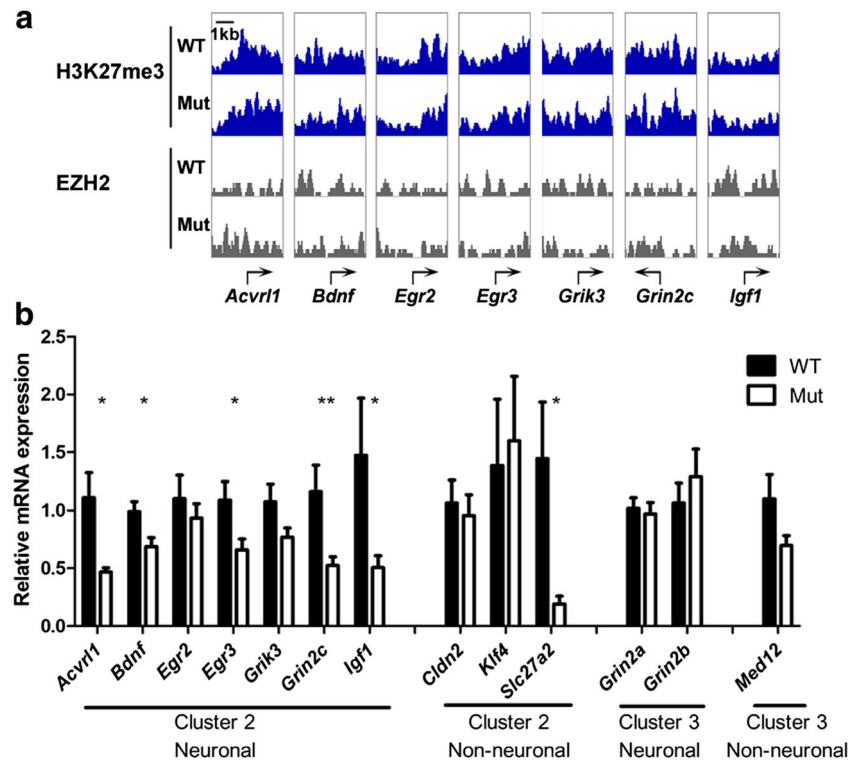 a
1kb
H3K27me3
WT
Mut
EZH2
WT
Mut
Acvrl1 Bdnf Egr2 Egr3 Grik3 Grin2c Igf1
b
Relative mRNA expression
2.5
2.0
1.5
1.0
0.5
0.0
WT
Mut
* * * ** * *
Acvrl1 Bdnf Egr2 Egr3 Grik3 Grin2c Igf1 Cldn2 Klf4 Slc27a2 Grin2a Grin2b Med12
Cluster 2 Cluster 2 Cluster 3 Cluster 3
Neuronal Non-neuronal Neuronal Non-neuronal